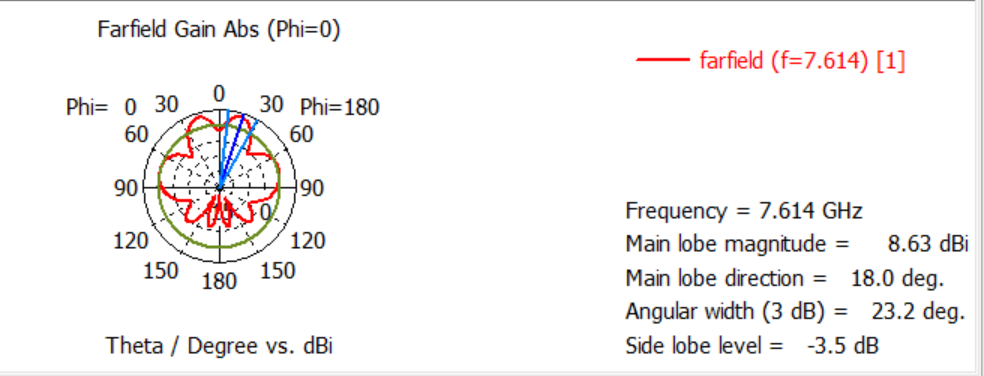 Farfield Gain Abs (Phi=0)
farfield (f=7.614) [1]
Phi= 0 30 0 30 Phi=180
60 60
90 90
0
120 120
150 150
180
Frequency = 7.614 GHz
Main lobe magnitude = 8.63 dBi
Main lobe direction = 18.0 deg.
Angular width (3 dB) = 23.2 deg.
Side lobe level = -3.5 dB
Theta / Degree vs. dBi